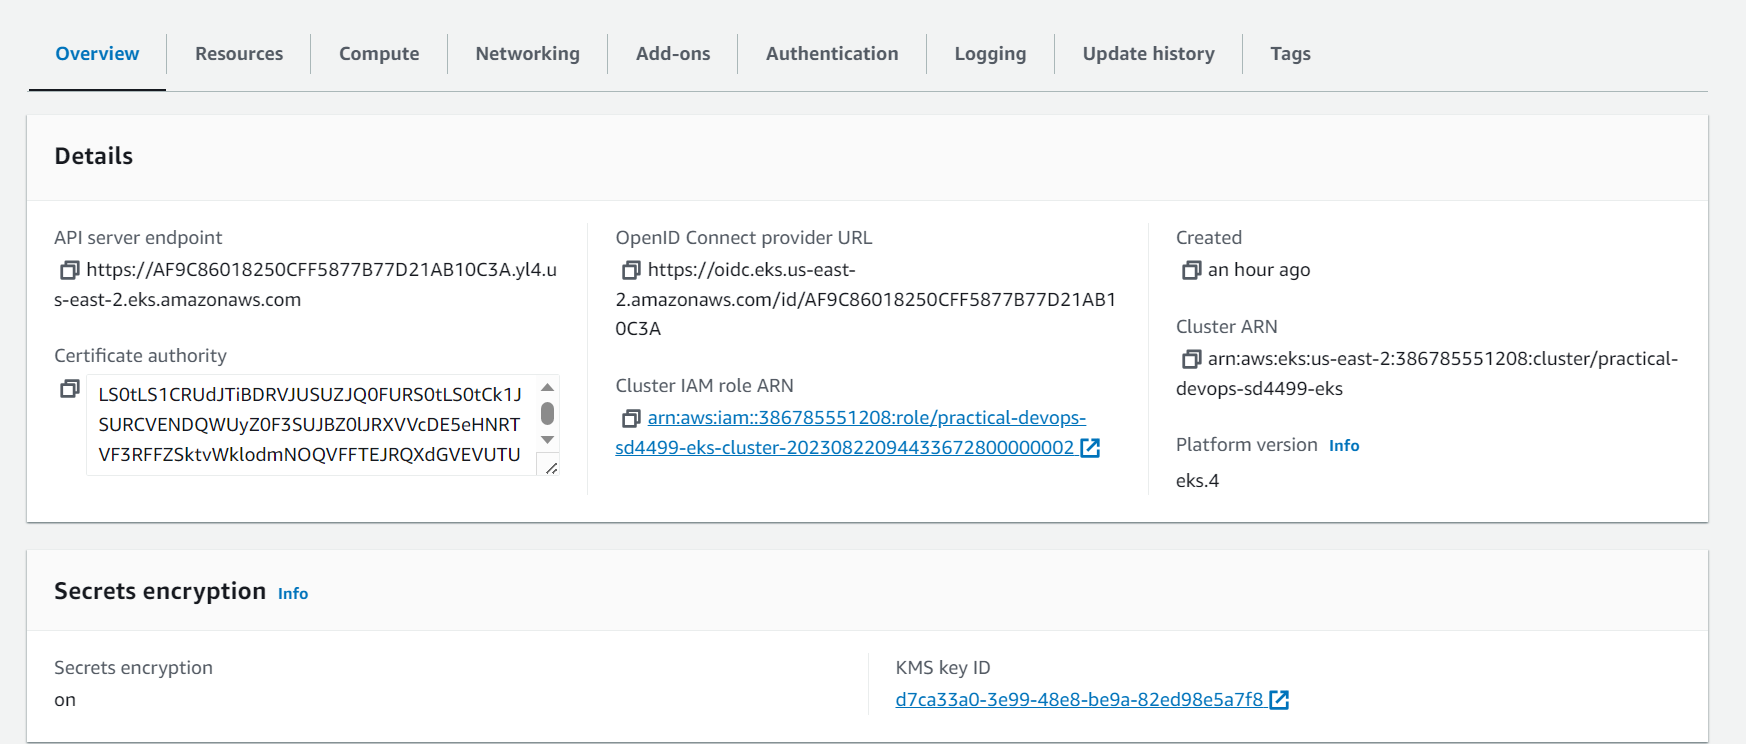 Overview
Resources
Compute
Networking
Add-ons
Authentication
Logging
Update history
Tags
Details
API server endpoint
https://AF9C86018250CFF5877B77D21AB10C3A.yl4.u
s-east-2.eks.amazonaws.com
Certificate authority
LS0tLS1CRUdJTiBDRVJUSUZJQ0FURS0tLS0tCk1J
SURCVENDQWUyZ0F3SUJBZ0lJRXVVcDE5eHNRT
VF3RFFZSktvWklodmNOQVFFTEJRQXdGVEVUTU
OpenID Connect provider URL
https://oidc.eks.us-east-
2.amazonaws.com/id/AF9C86018250CFF5877B77D21AB1
0C3A
Cluster IAM role ARN
arn:aws:iam::386785551208:role/practical-devops-
sd4499-eks-cluster-20230822094433672800000002
Created
an hour ago
Cluster ARN
arn:aws:eks:us-east-2:386785551208:cluster/practical-
devops-sd4499-eks
Platform version Info
eks.4
Secrets encryption Info
Secrets encryption
on
KMS key ID
d7ca33a0-3e99-48e8-be9a-82ed98e5a7f8